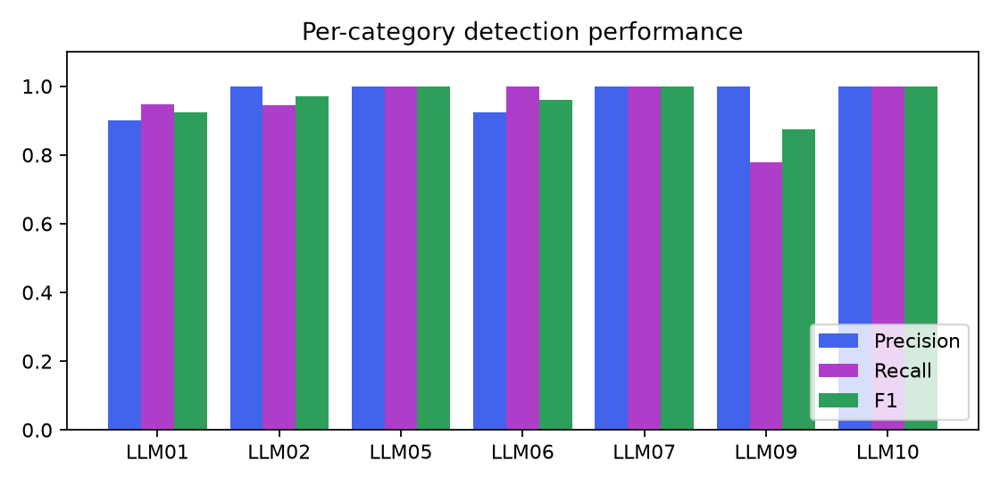 Per-category detection performance
1.0
0.8
0.6
0.4
0.2
0.0
Precision
Recall
F1
LLM01 LLM02 LLM05 LLM06 LLM07 LLM09 LLM10